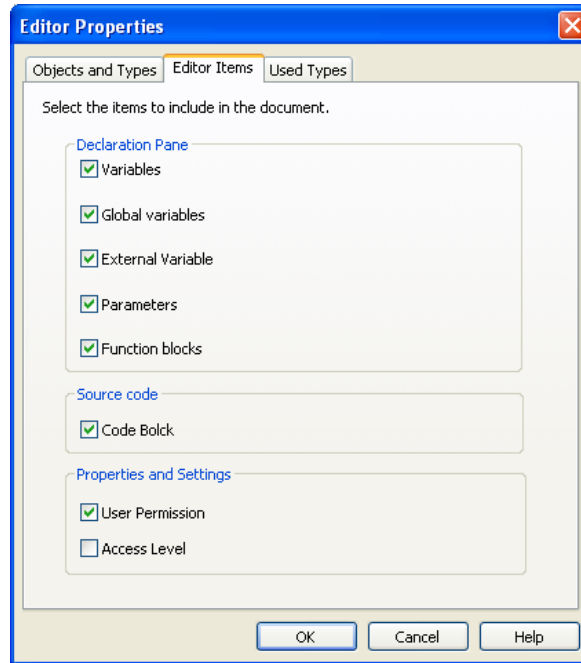 Editor Properties
Objects and Types Editor Items Used Types
Select the items to include in the document.
Declaration Pane
Variables
Global variables
External Variable
Parameters
Function blocks
Source code
Code Bolck
Properties and Settings
User Permission
Access Level
OK Cancel Help